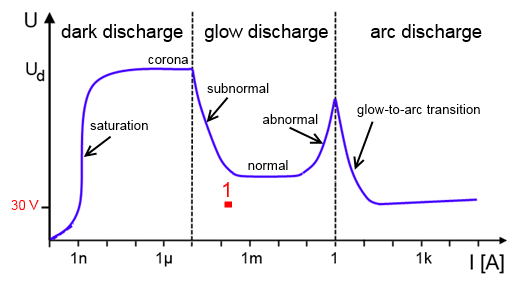 U dark discharge glow discharge arc discharge
corona
U_d
subnormal
abnormal glow-to-arc transition
saturation
normal
1
30 V
1n 1µ 1m 1 1k I [A]